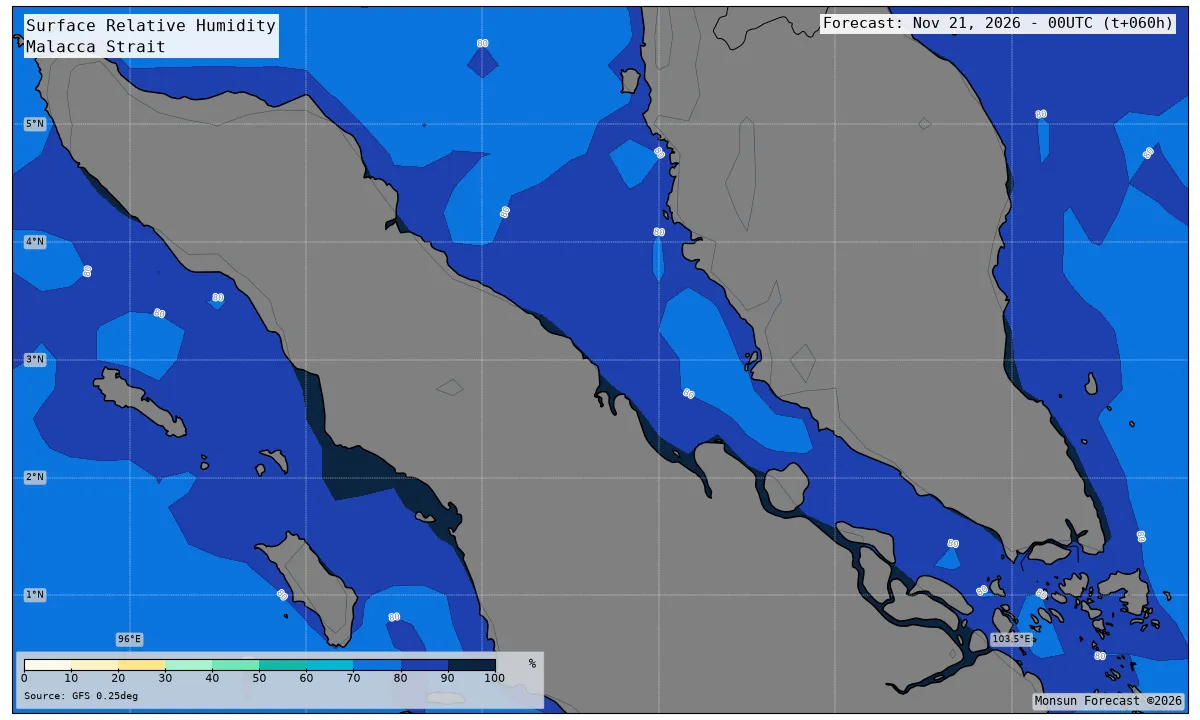 Surface Relative Humidity
Malacca Strait
Forecast: Nov 21, 2026 - 00UTC (t+060h)
80
80
80
5°N
80
80
80
80
4°N
80
80
80
3°N
80
2°N
80
80
80
80
80
1°N
80
96°E
103.5°E
80
%
0 10 20 30 40 50 60 70 80 90 100
Source: GFS 0.25deg
Monsun Forecast ©2026